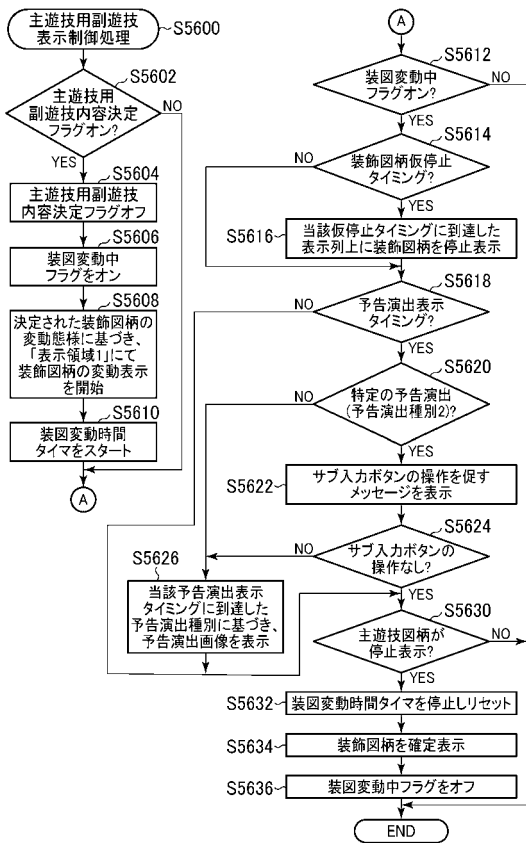 主遊技用副遊技
表示制御処理
S5600
S5602
主遊技用
副遊技内容決定
フラグオン?
NO
YES
S5604
主遊技用副遊技
内容決定フラグオフ
S5606
装図変動中
フラグをオン
S5608
決定された装飾図柄の
変動態様に基づき、
「表示領域1」にて
装飾図柄の変動表示
を開始
S5610
装図変動時間
タイマをスタート
A
A
S5612
装図変動中
フラグオン?
NO
YES
S5614
NO
装飾図柄仮停止
タイミング?
YES
S5616
当該仮停止タイミングに到達した
表示列上に装飾図柄を停止表示
S5618
NO
予告演出表示
タイミング?
YES
S5620
NO
特定の予告演出
(予告演出種別2)?
YES
S5622
サブ入力ボタンの操作を促す
メッセージを表示
S5624
NO
サブ入力ボタンの
操作なし?
YES
S5626
当該予告演出表示
タイミングに到達した
予告演出種別に基づき、
予告演出画像を表示
S5630
主遊技図柄が
停止表示?
NO
YES
S5632
装図変動時間タイマを停止しリセット
S5634
装飾図柄を確定表示
S5636
装図変動中フラグをオフ
END